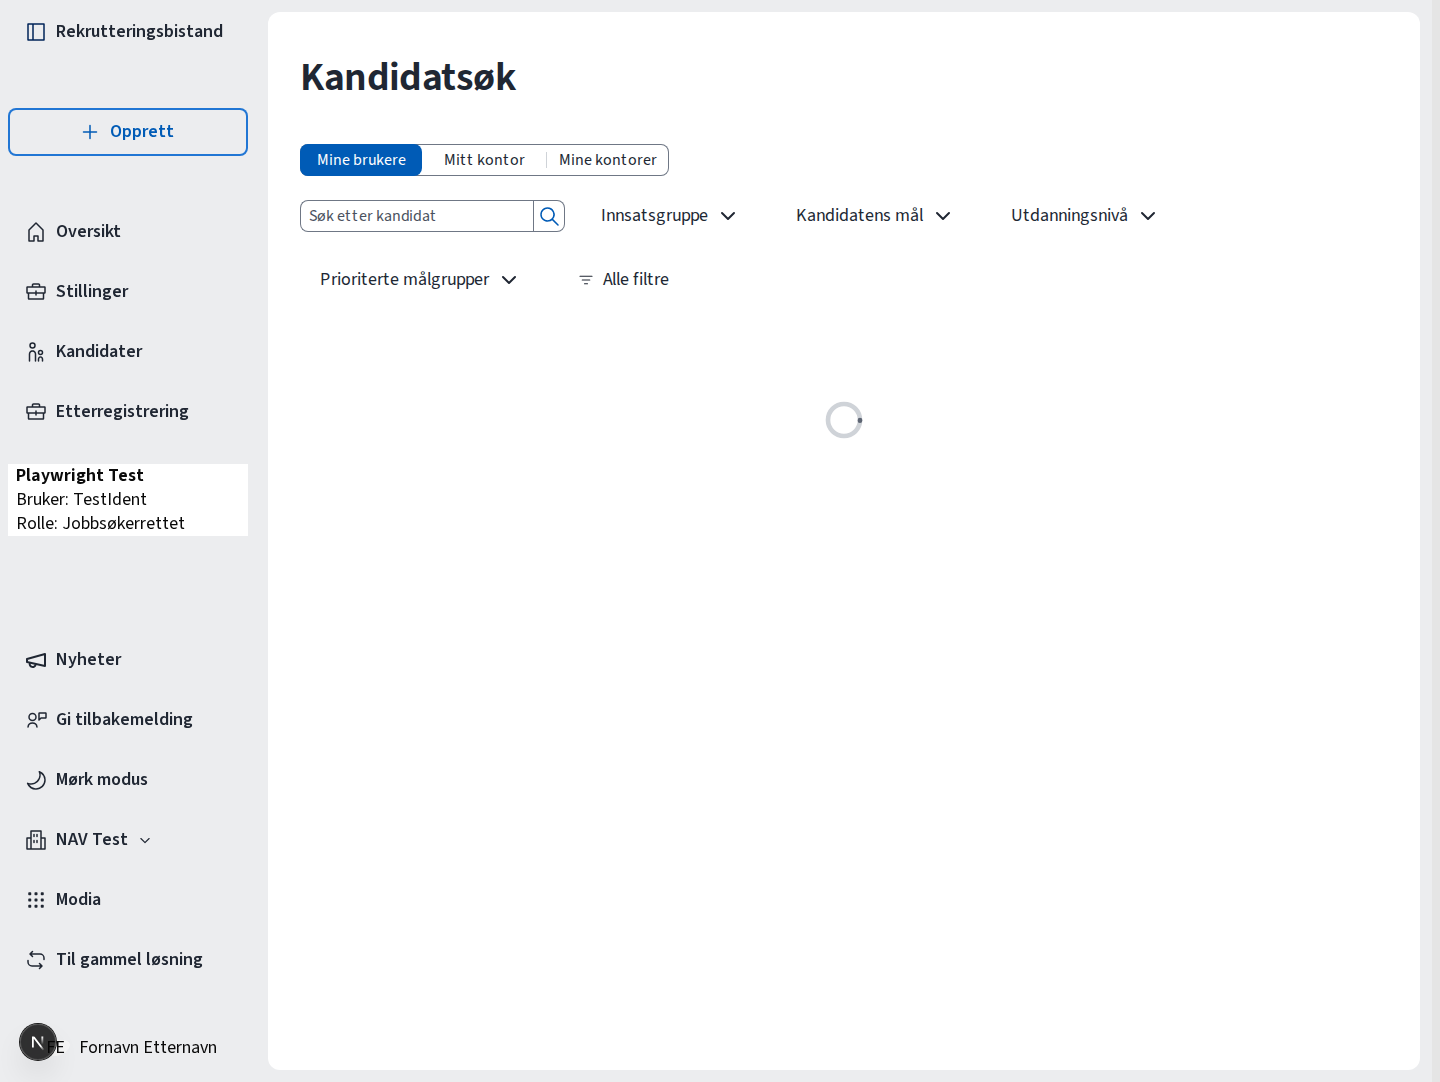 Rekrutteringsbistand
Opprett
Oversikt
Stillinger
Kandidater
Etterregistrering
Playwright Test
Bruker: TestIdent
Rolle: Jobbsøkerrettet
Nyheter
Gi tilbakemelding
Mørk modus
NAV Test
Modia
Til gammel løsning
N FE Fornavn Etternavn
Kandidatsøk
Mine brukere Mitt kontor Mine kontorer
Søk etter kandidat Innsatsgruppe Kandidatens mål Utdanningsnivå
Prioriterte målgrupper Alle filtre